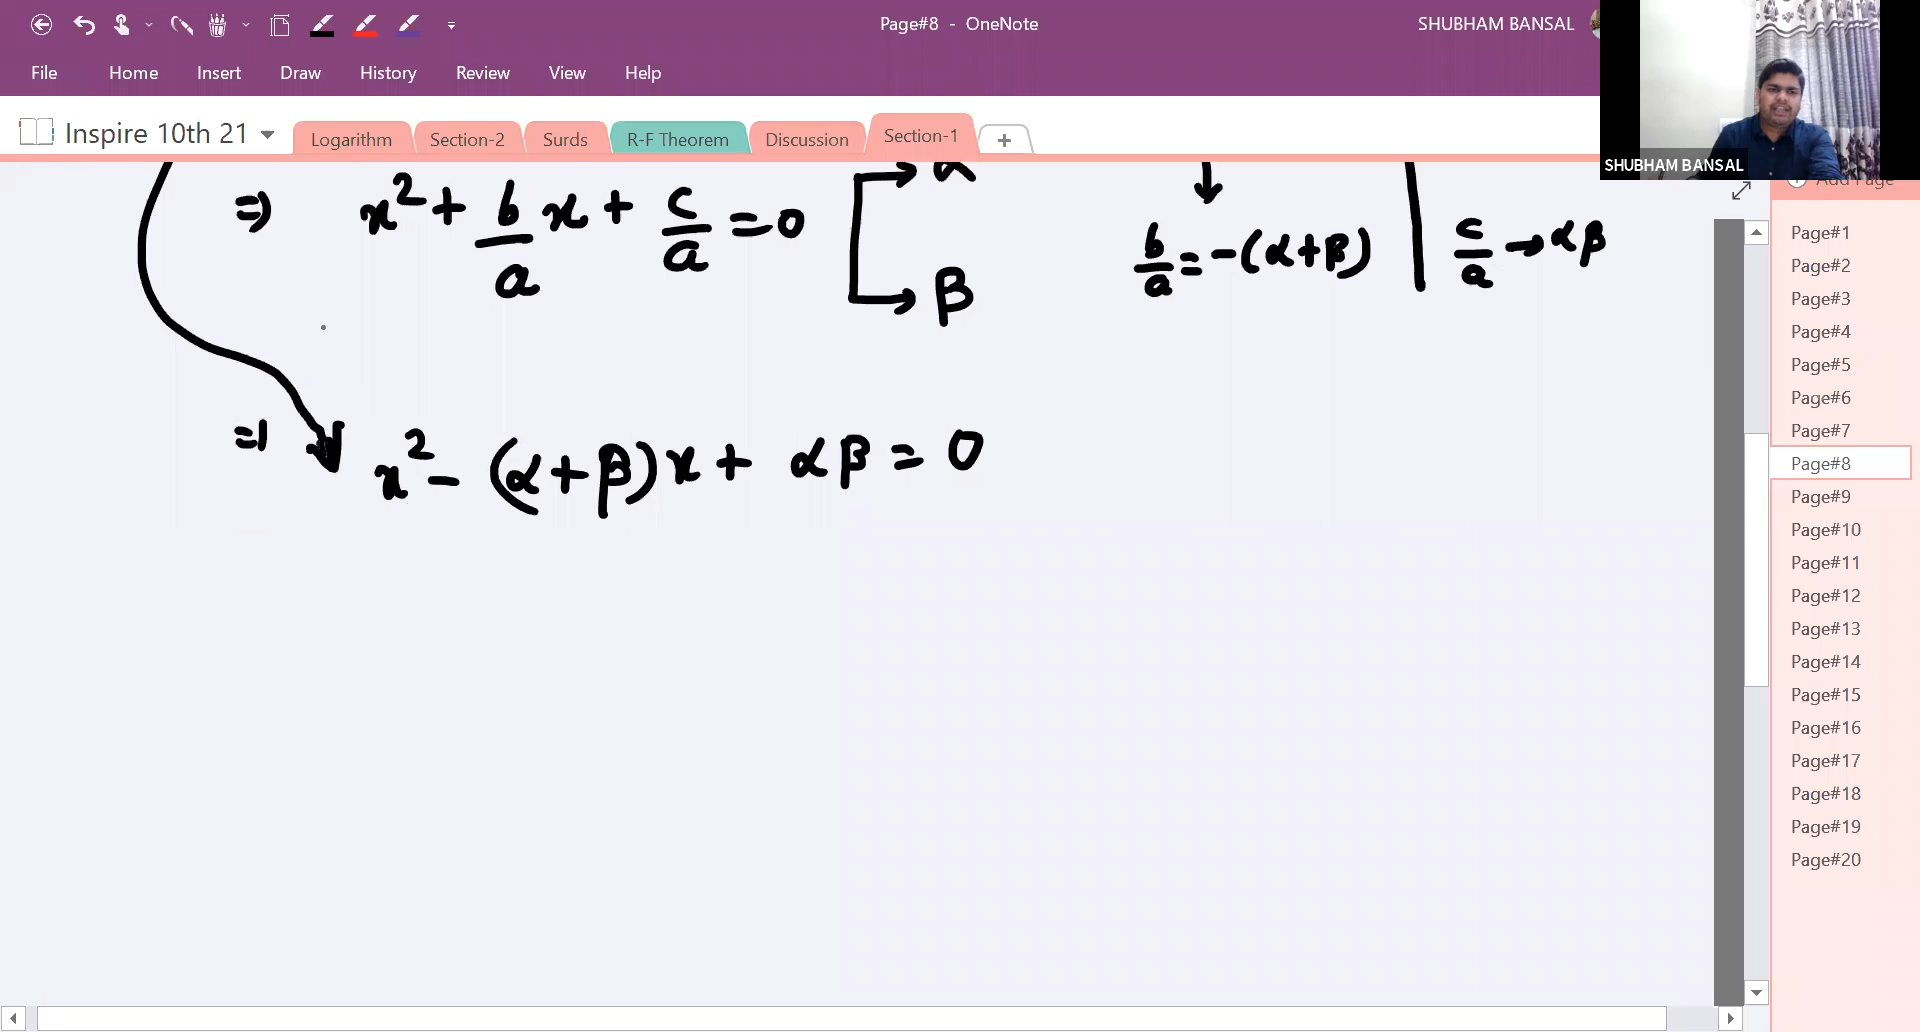 Page#8 - OneNote
SHUBHAM BANSAL
File Home Insert Draw History Review View Help
SHUBHAM BANSAL
Inspire 10th 21
Logarithm Section-2 Surds R-F Theorem Discussion Section-1 +
Add Page
⇒ x² + b/a x + c/a = 0
α
β
b/a = -(α+β)
c/a → αβ
⇒ x² - (α+β)x + αβ = 0
Page#1
Page#2
Page#3
Page#4
Page#5
Page#6
Page#7
Page#8
Page#9
Page#10
Page#11
Page#12
Page#13
Page#14
Page#15
Page#16
Page#17
Page#18
Page#19
Page#20